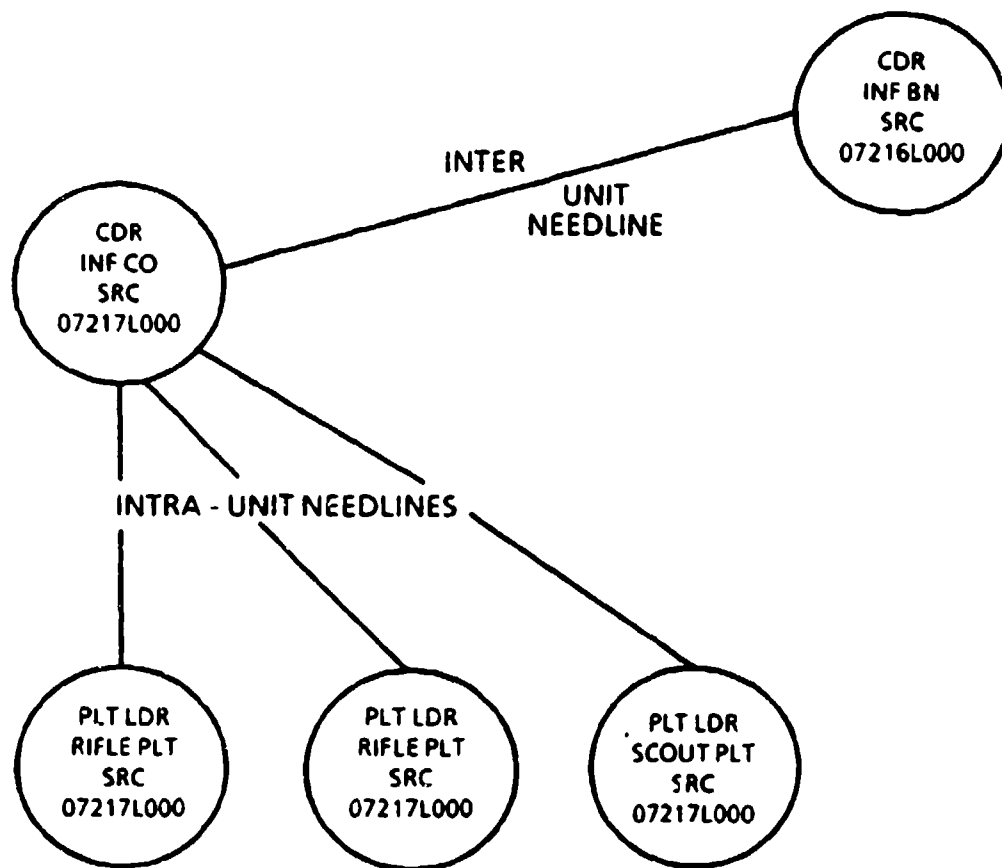 CDR
INF BN
SRC
07216L000
INTER
UNIT
NEEDLINE
CDR
INF CO
SRC
07217L000
INTRA - UNIT NEEDLINES
PLT LDR
RIFLE PLT
SRC
07217L000
PLT LDR
RIFLE PLT
SRC
07217L000
PLT LDR
SCOUT PLT
SRC
07217L000